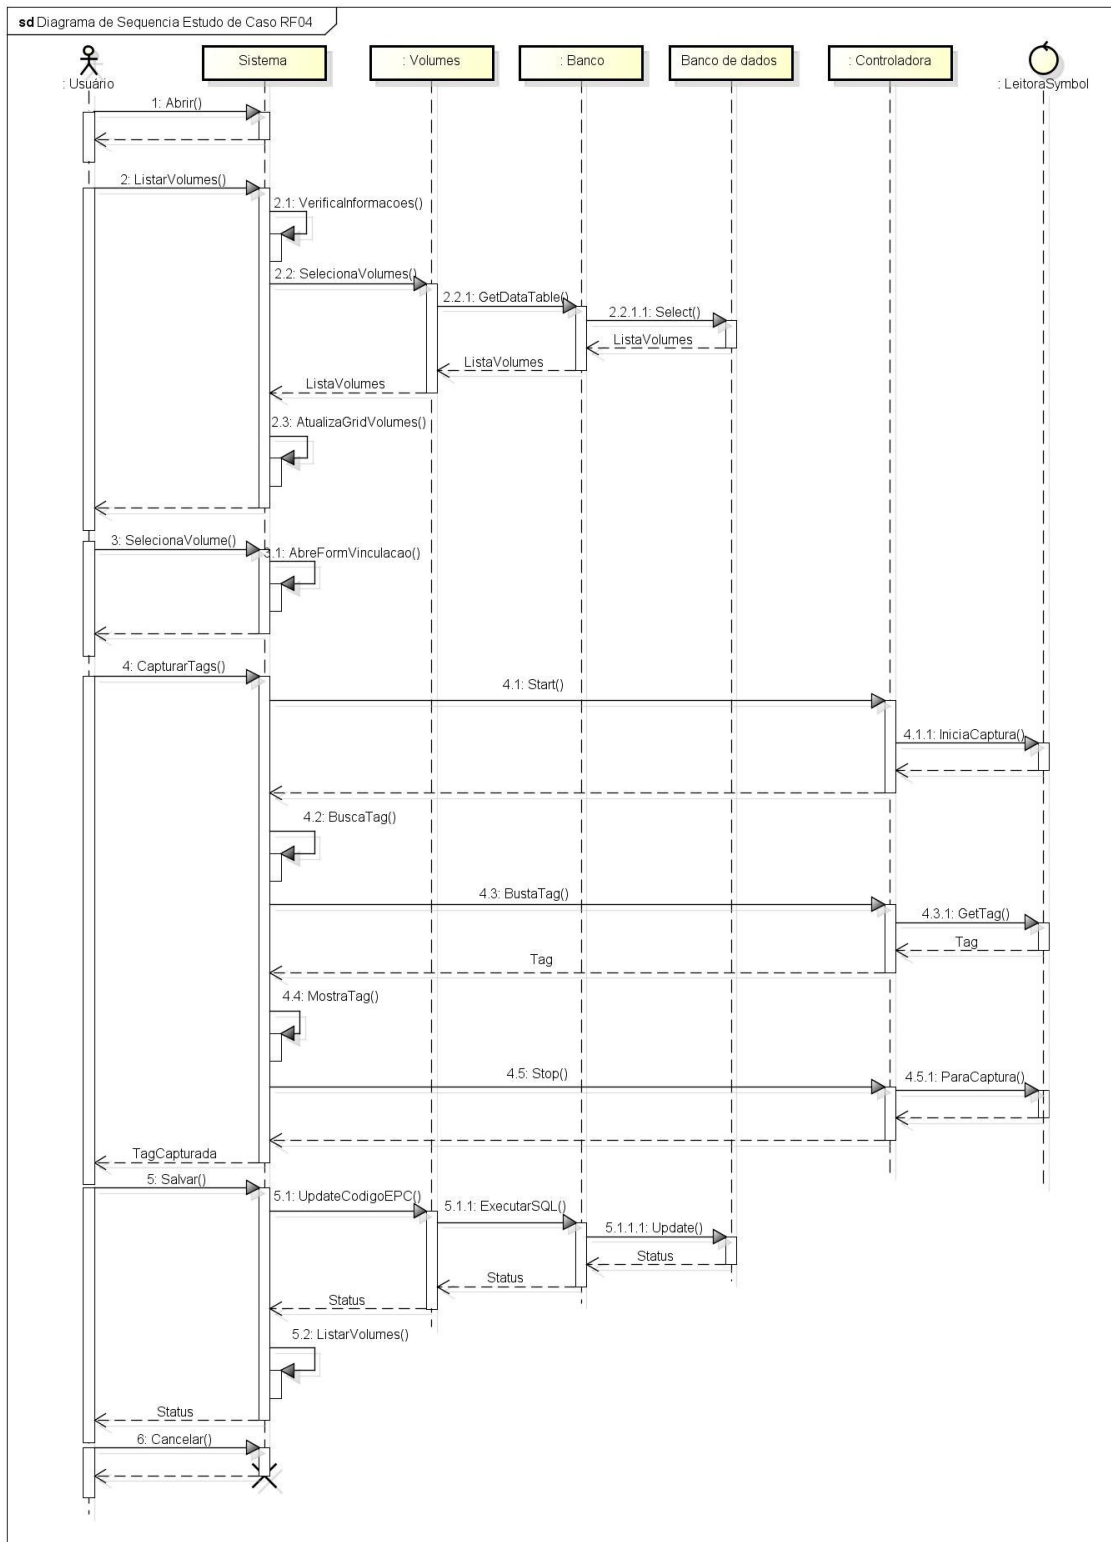 sd Diagrama de Sequencia Estudo de Caso RF04
: Usuário
Sistema
: Volumes
: Banco
Banco de dados
: Controladora
: LeitoraSymbol
1: Abrir()
2: ListarVolumes()
2.1: VerificaInformacoes()
2.2: SelecionaVolumes()
2.2.1: GetDataTable()
2.2.1.1: Select()
ListaVolumes
ListaVolumes
ListaVolumes
2.3: AtualizaGridVolumes()
3: SelecionaVolume()
3.1: AbreFormVinculacao()
4: CapturarTags()
4.1: Start()
4.1.1: IniciaCaptura()
4.2: BuscaTag()
4.3: BustaTag()
4.3.1: GetTag()
Tag
Tag
4.4: MostraTag()
4.5: Stop()
4.5.1: ParaCaptura()
TagCapturada
5: Salvar()
5.1: UpdateCodigoEPC()
5.1.1: ExecutarSQL()
5.1.1.1: Update()
Status
Status
Status
5.2: ListarVolumes()
Status
6: Cancelar()